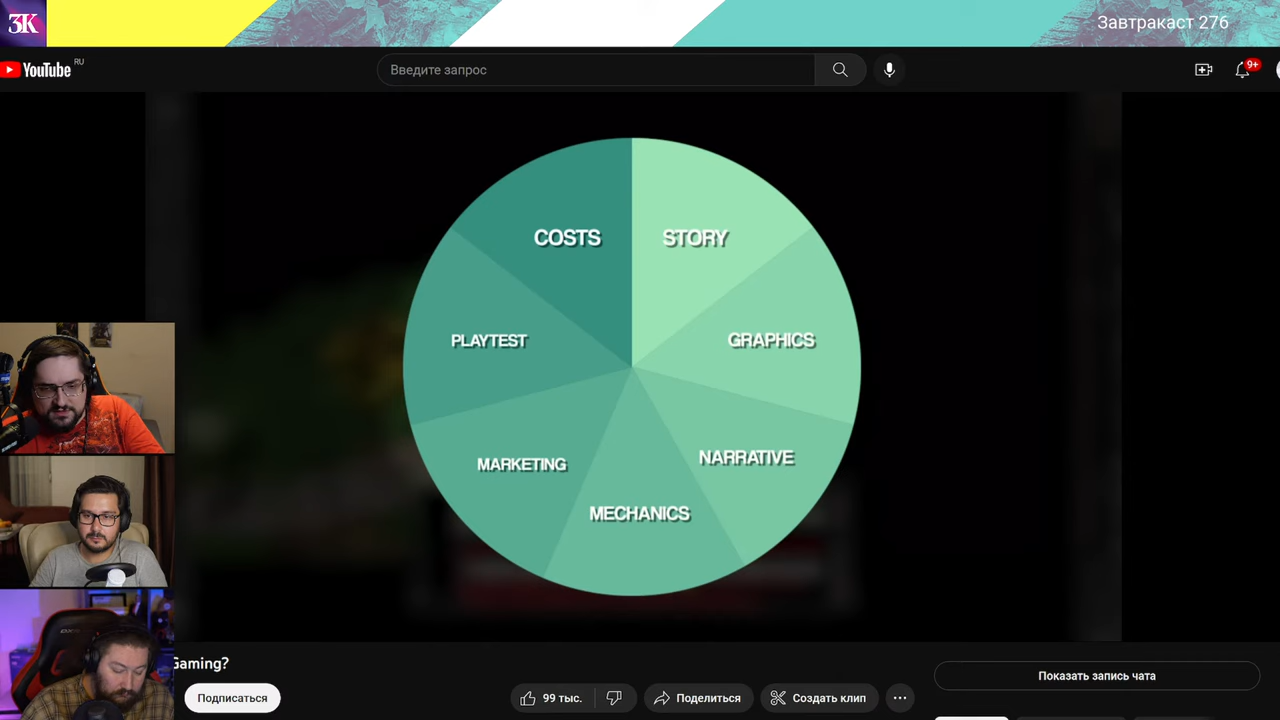 3K
Завтракаст 276
YouTube
RU
Введите запрос
9+
COSTS
STORY
PLAYTEST
GRAPHICS
MARKETING
NARRATIVE
MECHANICS
Gaming?
Подписаться
99 тыс.
Поделиться
Создать клип
Показать запись чата